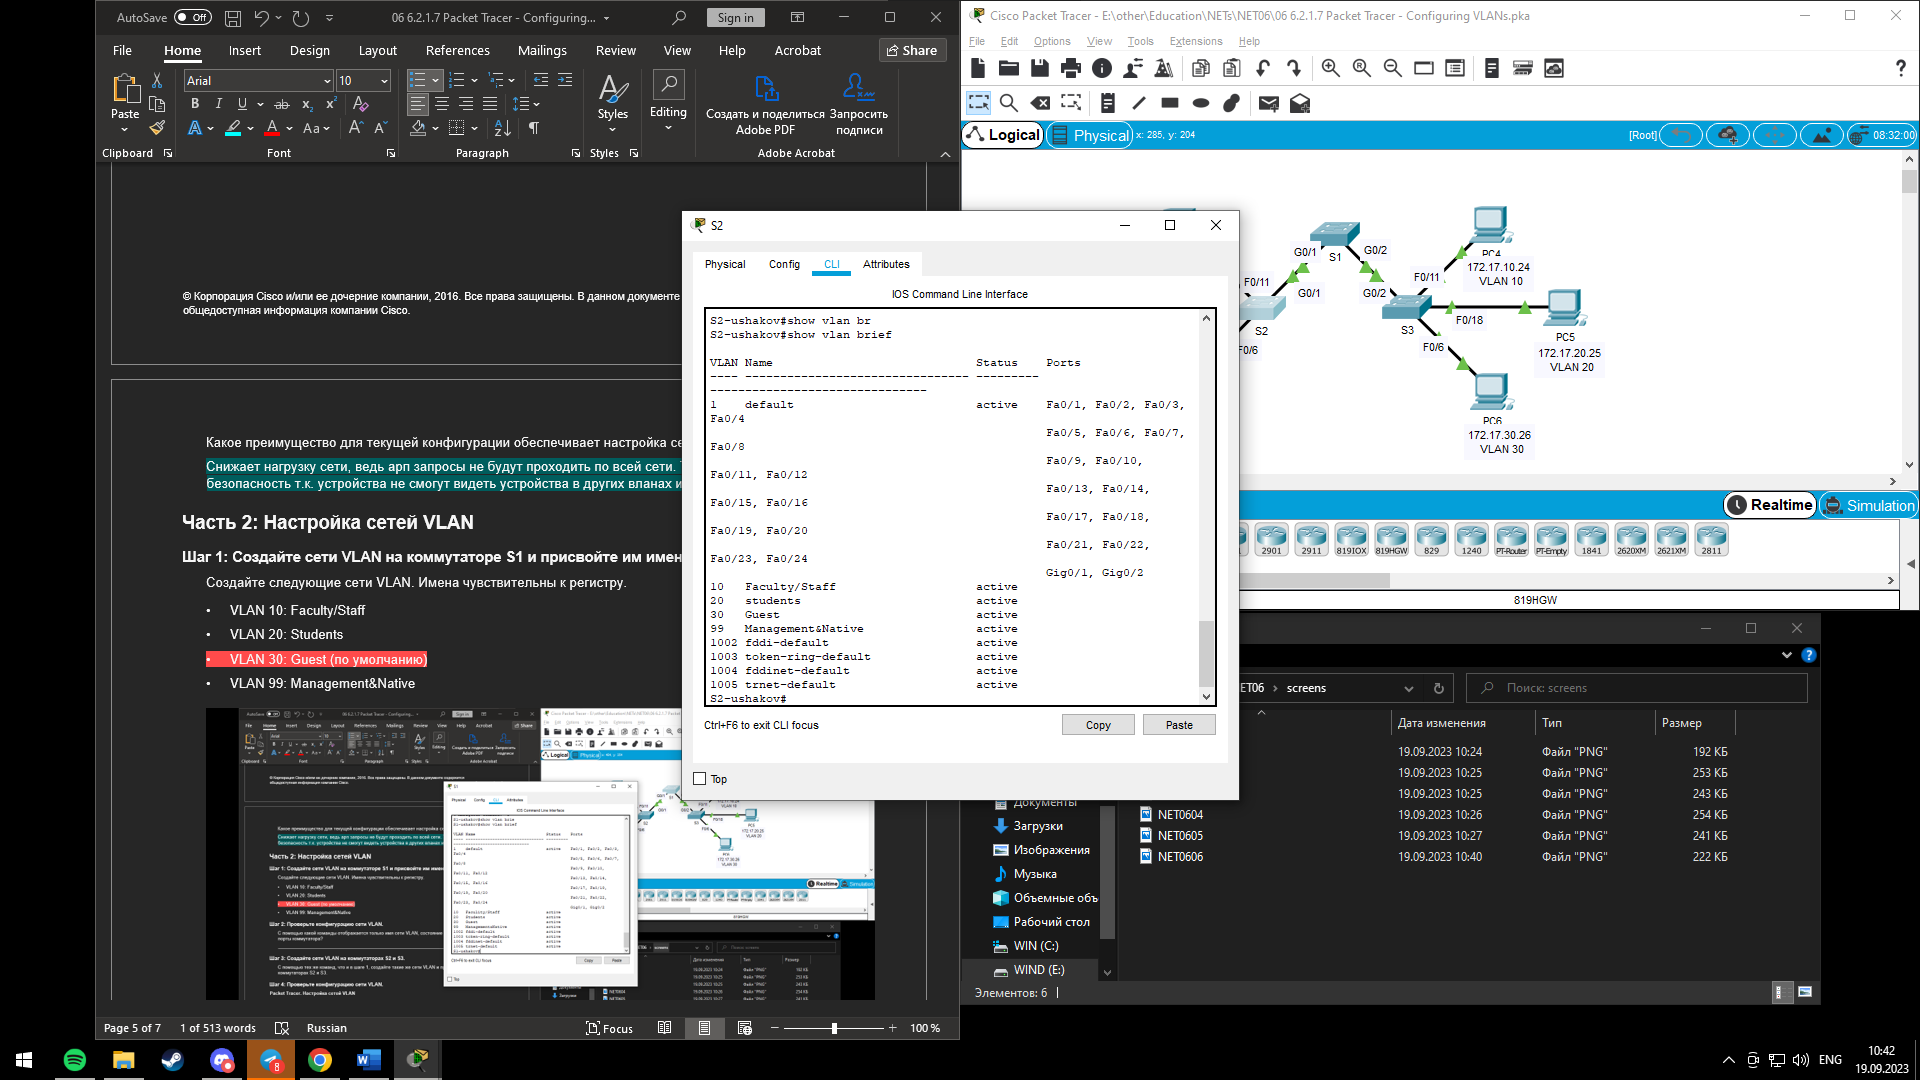 AutoSave
Off
06 6.2.1.7 Packet Tracer - Configuring...
Sign in
File
Home
Insert
Design
Layout
References
Mailings
Review
View
Help
Acrobat
Share
Paste
Arial
10
Styles
Editing
Создать и поделиться
Adobe PDF
Запросить
подписи
Clipboard
Font
Paragraph
Styles
Adobe Acrobat
© Корпорация Cisco и/или ее дочерние компании, 2016. Все права защищены. В данном документе
общедоступная информация компании Cisco.
Какое преимущество для текущей конфигурации обеспечивает настройка се
Снижает нагрузку сети, ведь арп запросы не будут проходить по всей сети.
безопасность т.к. устройства не смогут видеть устройства в других вланах и
Часть 2: Настройка сетей VLAN
Шаг 1: Создайте сети VLAN на коммутаторе S1 и присвойте им имен
Создайте следующие сети VLAN. Имена чувствительны к регистру.
• VLAN 10: Faculty/Staff
• VLAN 20: Students
• VLAN 30: Guest (по умолчанию)
• VLAN 99: Management&Native
Page 5 of 7
1 of 513 words
Russian
Focus
100 %
S2
Physical
Config
CLI
Attributes
IOS Command Line Interface
S2-ushakov#show vlan br
S2-ushakov#show vlan brief
VLAN Name Status Ports
---- -------------------------------- ---------
-------------------------------
1 default active Fa0/1, Fa0/2, Fa0/3,
Fa0/4
Fa0/5, Fa0/6, Fa0/7,
Fa0/8
Fa0/9, Fa0/10,
Fa0/11, Fa0/12
Fa0/13, Fa0/14,
Fa0/15, Fa0/16
Fa0/17, Fa0/18,
Fa0/19, Fa0/20
Fa0/21, Fa0/22,
Fa0/23, Fa0/24
Gig0/1, Gig0/2
10 Faculty/Staff active
20 students active
30 Guest active
99 Management&Native active
1002 fddi-default active
1003 token-ring-default active
1004 fddinet-default active
1005 trnet-default active
S2-ushakov#
Ctrl+F6 to exit CLI focus
Copy
Paste
Top
Cisco Packet Tracer - E:\other\Education\NETs\NET06\06 6.2.1.7 Packet Tracer - Configuring VLANs.pka
File
Edit
Options
View
Tools
Extensions
Help
Logical
Physical
x: 285, y: 204
[Root]
08:32:00
G0/1
S1
G0/2
PC4
172.17.10.24
VLAN 10
F0/11
G0/1
G0/2
F0/11
S2
S3
F0/18
F0/6
F0/6
PC5
172.17.20.25
VLAN 20
PC6
172.17.30.26
VLAN 30
Realtime
Simulation
2901
2911
819IOX
819HGW
829
1240
PT-Router
PT-Empty
1841
2620XM
2621XM
2811
819HGW
screens
Поиск: screens
Дата изменения
Тип
Размер
19.09.2023 10:24 Файл "PNG" 192 КБ
19.09.2023 10:25 Файл "PNG" 253 КБ
19.09.2023 10:25 Файл "PNG" 243 КБ
NET0604 19.09.2023 10:26 Файл "PNG" 254 КБ
NET0605 19.09.2023 10:27 Файл "PNG" 241 КБ
NET0606 19.09.2023 10:40 Файл "PNG" 222 КБ
Документы
Загрузки
Изображения
Музыка
Объемные объ
Рабочий стол
WIN (C:)
WIND (E:)
Элементов: 6
8
ENG
10:42
19.09.2023